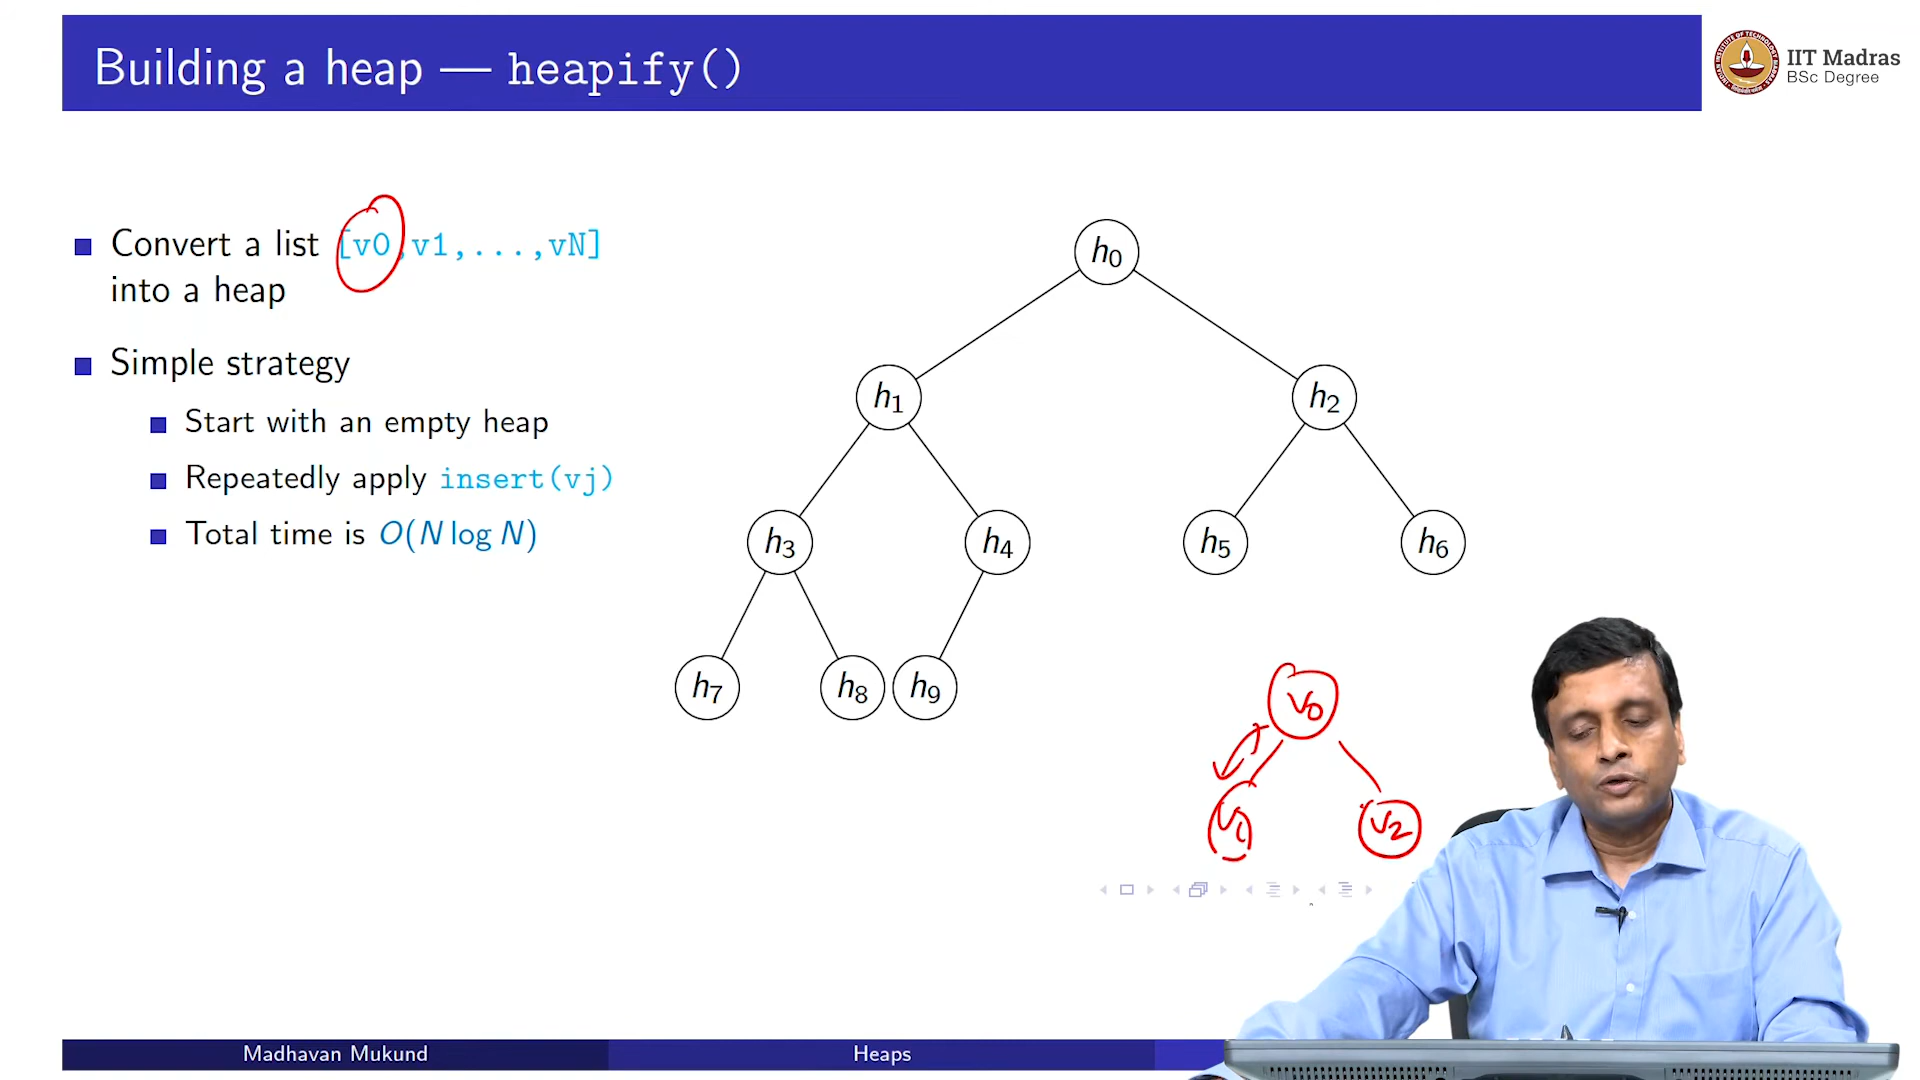 Building a heap — heapify()
IIT Madras
BSc Degree
Convert a list [v0,v1,...,vN]
into a heap
Simple strategy
Start with an empty heap
Repeatedly apply insert(vj)
Total time is O(N log N)
h0
h1
h2
h3
h4
h5
h6
h7
h8
h9
v0
v1
v2
Madhavan Mukund
Heaps